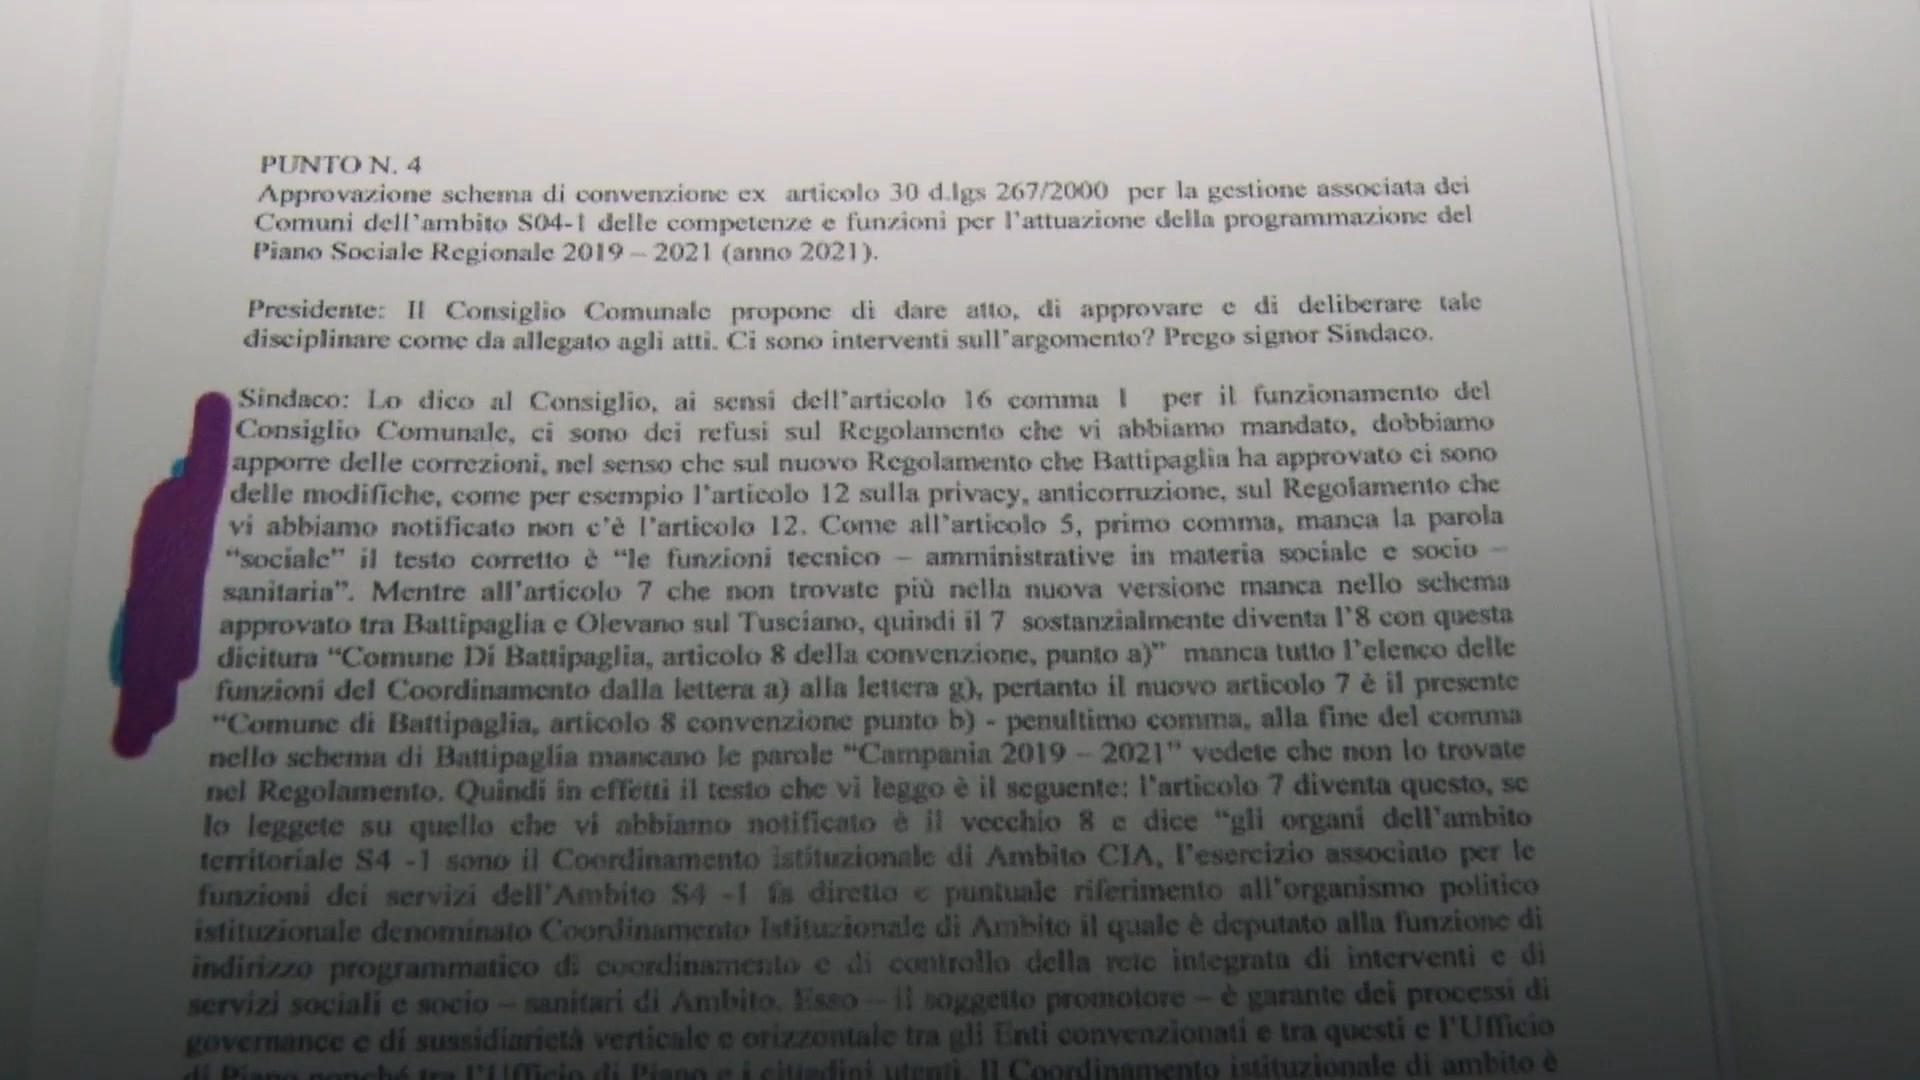 PUNTO N. 4
Approvazione schema di convenzione ex articolo 30 d.lgs 267/2000 per la gestione associata dei
Comuni dell'ambito S04-1 delle competenze e funzioni per l'attuazione della programmazione del
Piano Sociale Regionale 2019 – 2021 (anno 2021).
Presidente: Il Consiglio Comunale propone di dare atto, di approvare e di deliberare tale
disciplinare come da allegato agli atti. Ci sono interventi sull'argomento? Prego signor Sindaco.
Sindaco: Lo dico al Consiglio, ai sensi dell'articolo 16 comma 1 per il funzionamento del
Consiglio Comunale, ci sono dei refusi sul Regolamento che vi abbiamo mandato, dobbiamo
apporre delle correzioni, nel senso che sul nuovo Regolamento che Battipaglia ha approvato ci sono
delle modifiche, come per esempio l'articolo 12 sulla privacy, anticorruzione, sul Regolamento che
vi abbiamo notificato non c'è l'articolo 12. Come all'articolo 5, primo comma, manca la parola
“sociale” il testo corretto è “le funzioni tecnico – amministrative in materia sociale e socio –
sanitaria”. Mentre all'articolo 7 che non trovate più nella nuova versione manca nello schema
approvato tra Battipaglia e Olevano sul Tusciano, quindi il 7 sostanzialmente diventa l'8 con questa
dicitura “Comune Di Battipaglia, articolo 8 della convenzione, punto a)” manca tutto l'elenco delle
funzioni del Coordinamento dalla lettera a) alla lettera g), pertanto il nuovo articolo 7 è il presente
“Comune di Battipaglia, articolo 8 convenzione punto b) - penultimo comma, alla fine del comma
nello schema di Battipaglia mancano le parole “Campania 2019 – 2021” vedete che non lo trovate
nel Regolamento. Quindi in effetti il testo che vi leggo è il seguente: l'articolo 7 diventa questo, se
lo leggete su quello che vi abbiamo notificato è il vecchio 8 e dice “gli organi dell'ambito
territoriale S4 -1 sono il Coordinamento istituzionale di Ambito CIA, l'esercizio associato per le
funzioni dei servizi dell'Ambito S4 -1 fa diretto e puntuale riferimento all'organismo politico
istituzionale denominato Coordinamento Istituzionale di Ambito il quale è deputato alla funzione di
indirizzo programmatico di coordinamento e di controllo della rete integrata di interventi e di
servizi sociali e socio – sanitari di Ambito. Esso – il soggetto promotore – è garante dei processi di
governance e di sussidiarietà verticale e orizzontale tra gli Enti convenzionati e tra questi e l'Ufficio
di Piano nonché tra l'Ufficio di Piano e i cittadini utenti. Il Coordinamento istituzionale di ambito è